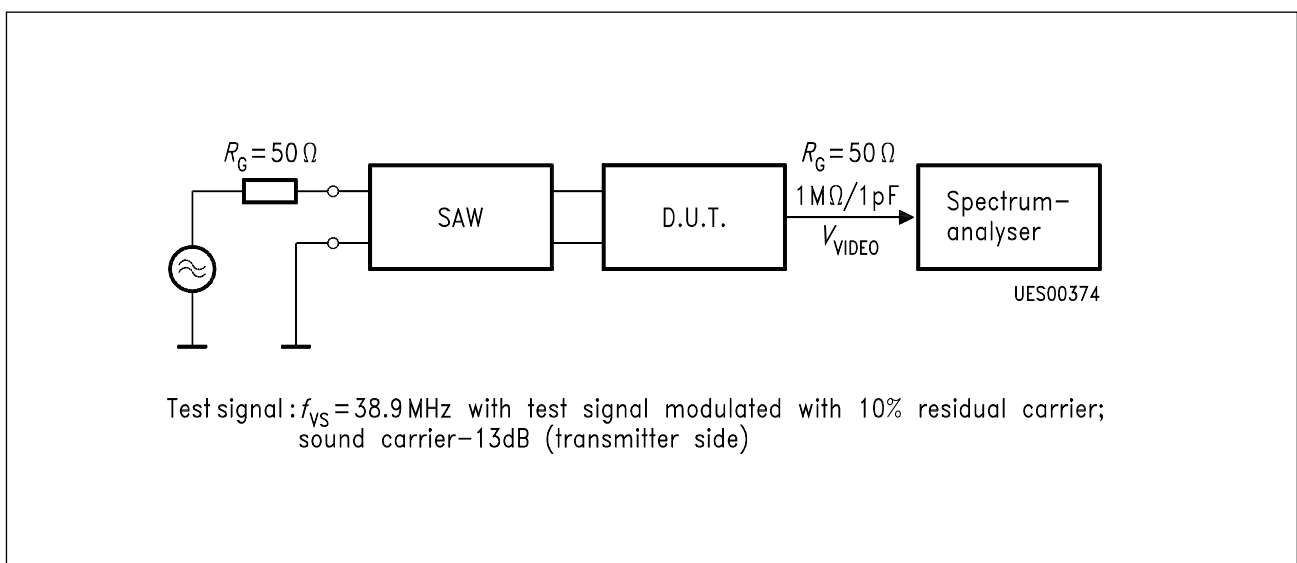 R_G = 50 Ω
SAW
D.U.T.
R_G = 50 Ω
1 MΩ/1 pF
V_VIDEO
Spectrum-
analyser
UES00374
Test signal : f_VS = 38.9 MHz with test signal modulated with 10% residual carrier;
sound carrier-13dB (transmitter side)